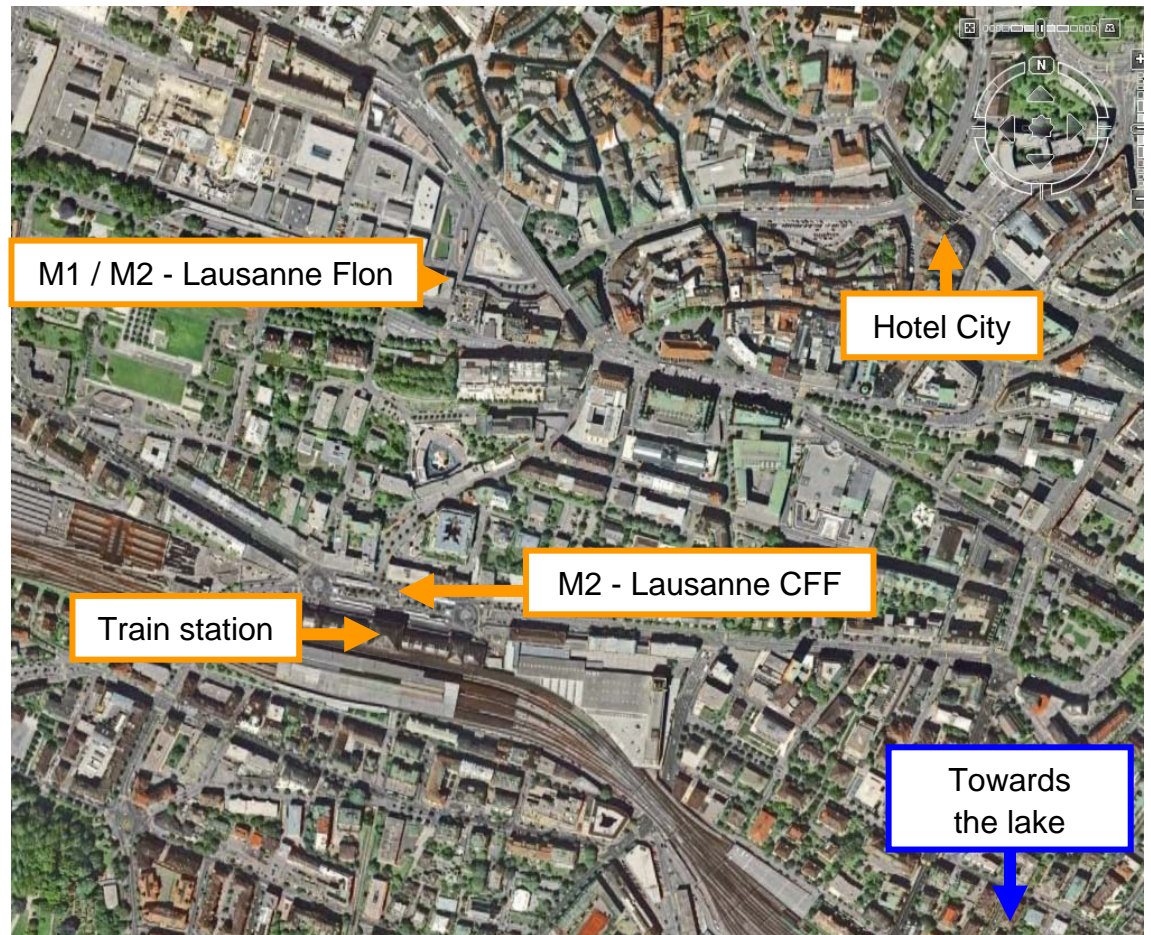 N
M1 / M2 - Lausanne Flon
Hotel City
M2 - Lausanne CFF
Train station
Towards
the lake